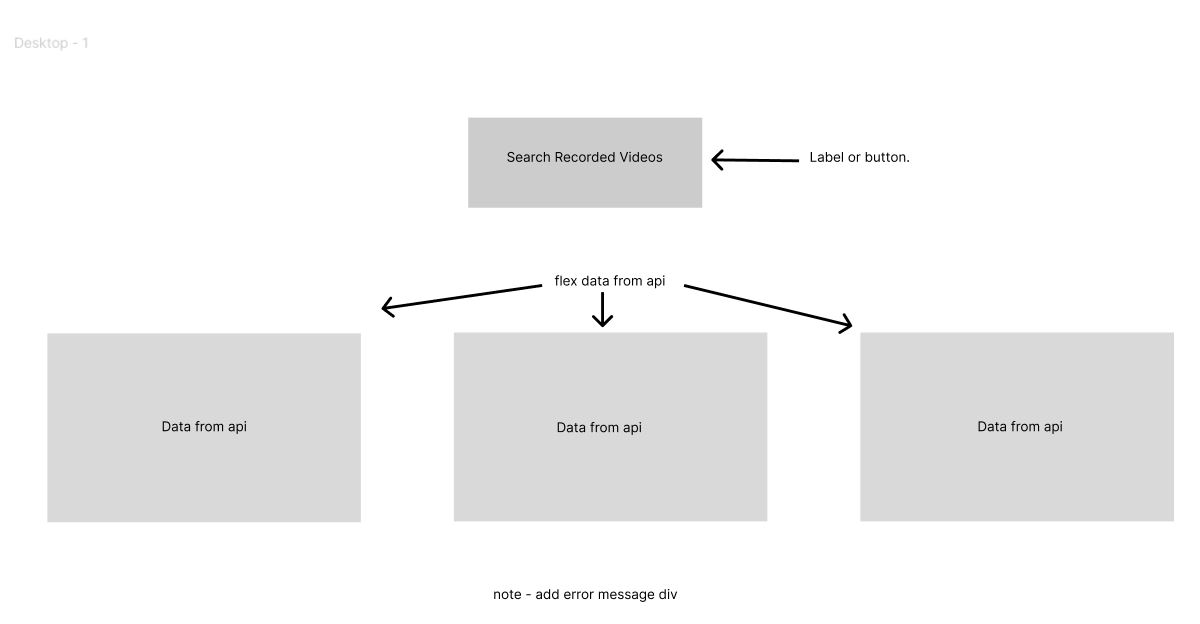 Desktop - 1
Search Recorded Videos
Label or button.
flex data from api
Data from api
Data from api
Data from api
note - add error message div